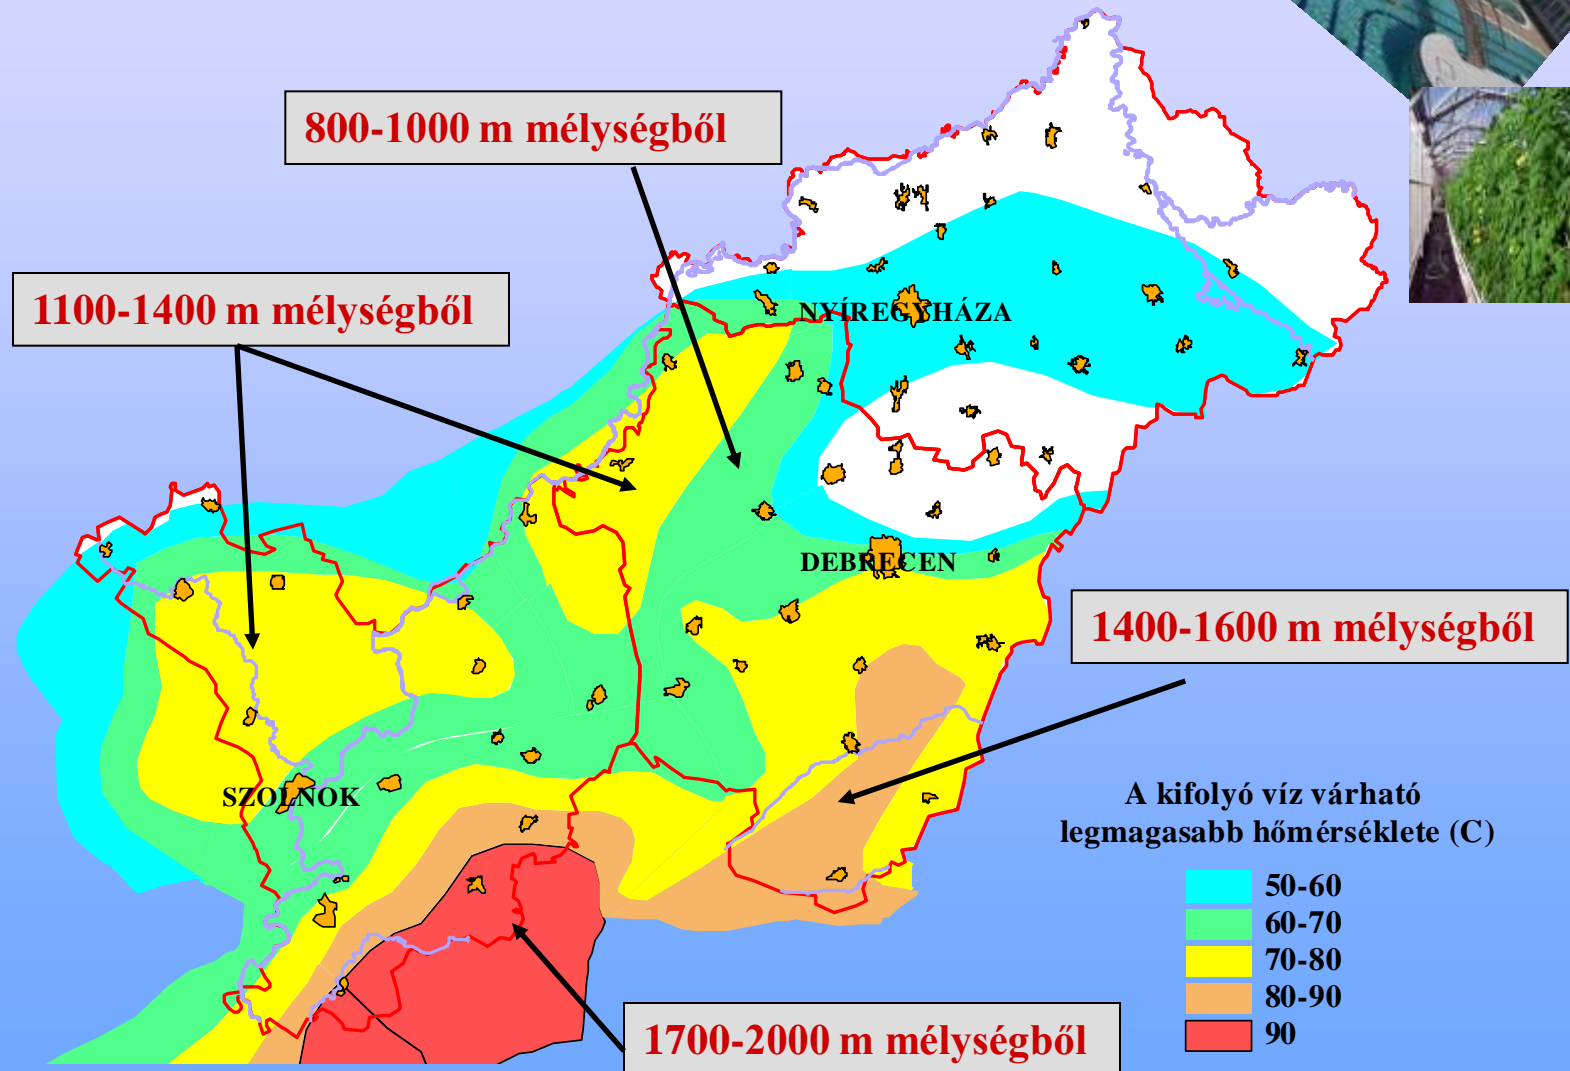 800-1000 m mélységből
1100-1400 m mélységből
NYÍREGYHÁZA
DEBRECEN
1400-1600 m mélységből
SZOLNOK
A kifolyó víz várható
legmagasabb hőmérséklete (C)
50-60
60-70
70-80
80-90
90
1700-2000 m mélységből